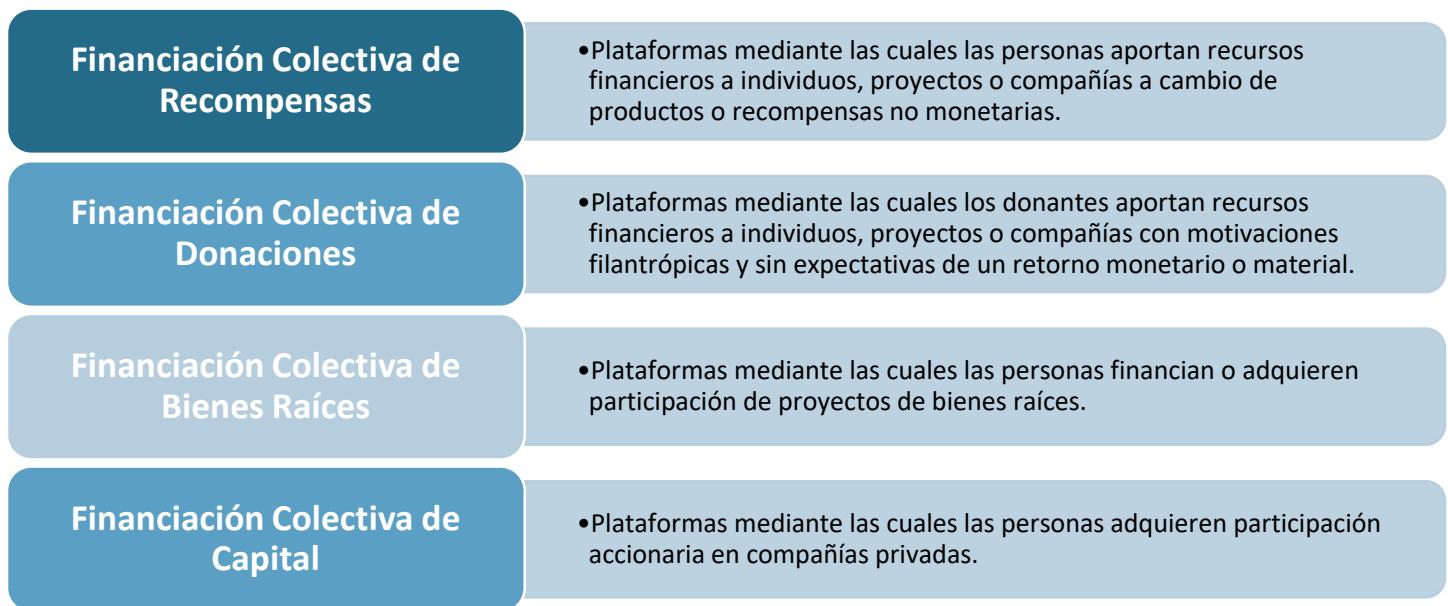 Financiación Colectiva de
Recompensas
•Plataformas mediante las cuales las personas aportan recursos
financieros a individuos, proyectos o compañías a cambio de
productos o recompensas no monetarias.
Financiación Colectiva de
Donaciones
•Plataformas mediante las cuales los donantes aportan recursos
financieros a individuos, proyectos o compañías con motivaciones
filantrópicas y sin expectativas de un retorno monetario o material.
Financiación Colectiva de
Bienes Raíces
•Plataformas mediante las cuales las personas financian o adquieren
participación de proyectos de bienes raíces.
Financiación Colectiva de
Capital
•Plataformas mediante las cuales las personas adquieren participación
accionaria en compañías privadas.